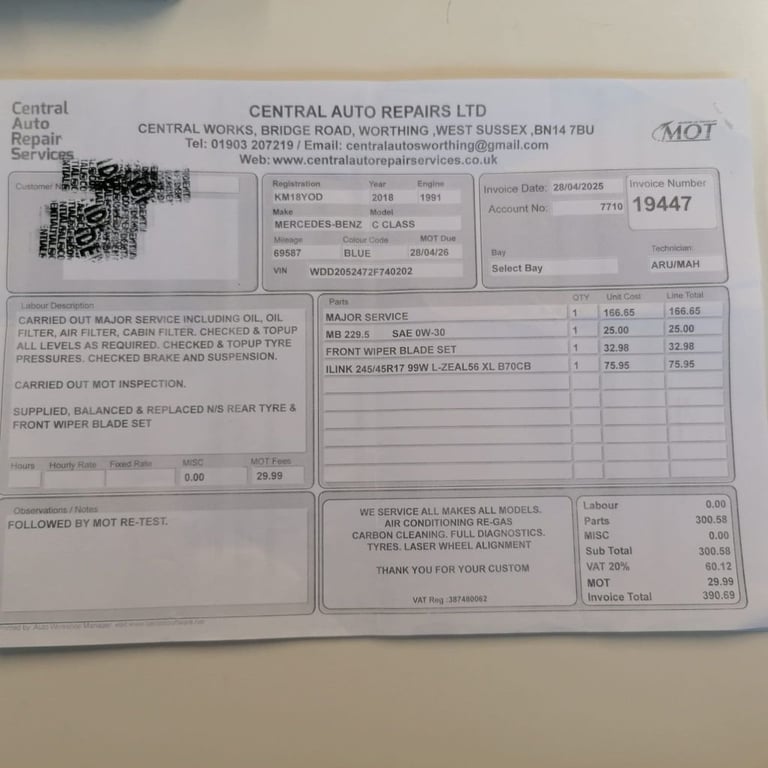 Central
Auto
Repair
Services
CENTRAL AUTO REPAIRS LTD
CENTRAL WORKS, BRIDGE ROAD, WORTHING ,WEST SUSSEX ,BN14 7BU
Tel: 01903 207219 / Email: centralautosworthing@gmail.com
Web: www.centralautorepairservices.co.uk
MOT
Customer
Registration Year Engine
KM18YOD 2018 1991
Make Model
MERCEDES-BENZ C CLASS
Mileage Colour Code MOT Due
69587 BLUE 28/04/26
VIN WDD2052472F740202
Invoice Date: 28/04/2025
Account No: 7710
Invoice Number
19447
Bay Technician:
Select Bay ARU/MAH
Labour Description
CARRIED OUT MAJOR SERVICE INCLUDING OIL, OIL
FILTER, AIR FILTER, CABIN FILTER. CHECKED & TOPUP
ALL LEVELS AS REQUIRED. CHECKED & TOPUP TYRE
PRESSURES. CHECKED BRAKE AND SUSPENSION.
CARRIED OUT MOT INSPECTION.
SUPPLIED, BALANCED & REPLACED N/S REAR TYRE &
FRONT WIPER BLADE SET
Hours Hourly Rate Fixed Rate MISC MOT Fees
0.00 29.99
Parts QTY Unit Cost Line Total
MAJOR SERVICE 1 166.65 166.65
MB 229.5 SAE 0W-30 1 25.00 25.00
FRONT WIPER BLADE SET 1 32.98 32.98
ILINK 245/45R17 99W L-ZEAL56 XL B70CB 1 75.95 75.95
Observations / Notes
FOLLOWED BY MOT RE-TEST.
WE SERVICE ALL MAKES ALL MODELS.
AIR CONDITIONING RE-GAS
CARBON CLEANING. FULL DIAGNOSTICS.
TYRES. LASER WHEEL ALIGNMENT
THANK YOU FOR YOUR CUSTOM
VAT Reg :387480062
Labour 0.00
Parts 300.58
MISC 0.00
Sub Total 300.58
VAT 20% 60.12
MOT 29.99
Invoice Total 390.69
by: Auto Workshop Manager, visit